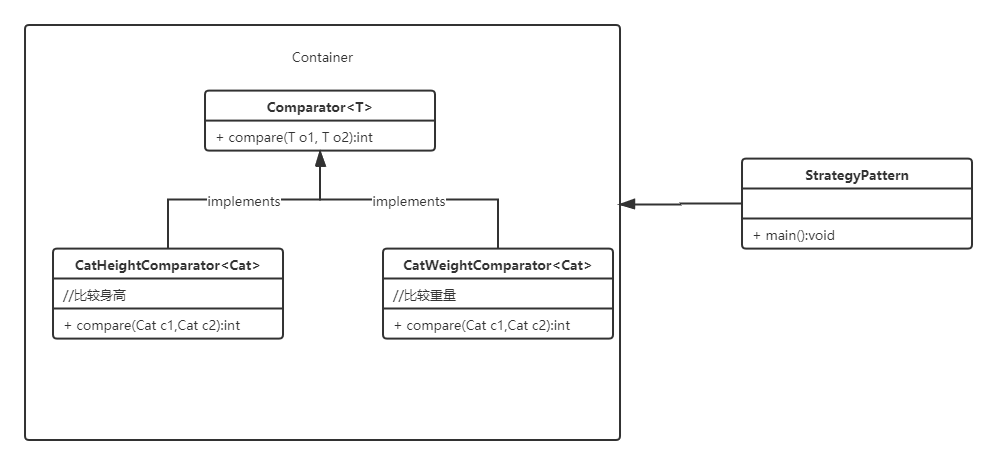 Container
Comparator<T>
+ compare(T o1, T o2):int
implements
implements
StrategyPattern
+ main():void
CatHeightComparator<Cat>
//比较身高
+ compare(Cat c1,Cat c2):int
CatWeightComparator<Cat>
//比较重量
+ compare(Cat c1,Cat c2):int